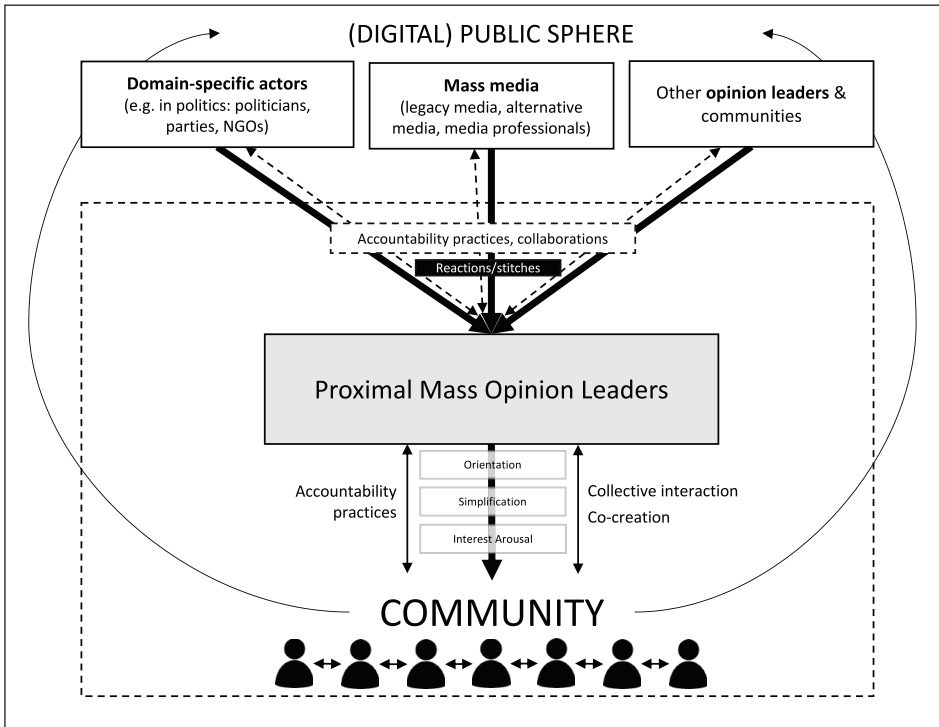 (DIGITAL) PUBLIC SPHERE
Domain-specific actors
(e.g. in politics: politicians,
parties, NGOs)
Mass media
(legacy media, alternative
media, media professionals)
Other opinion leaders &
communities
Accountability practices, collaborations
Reactions/stitches
Proximal Mass Opinion Leaders
Accountability
practices
Orientation
Simplification
Interest Arousal
Collective interaction
Co-creation
COMMUNITY